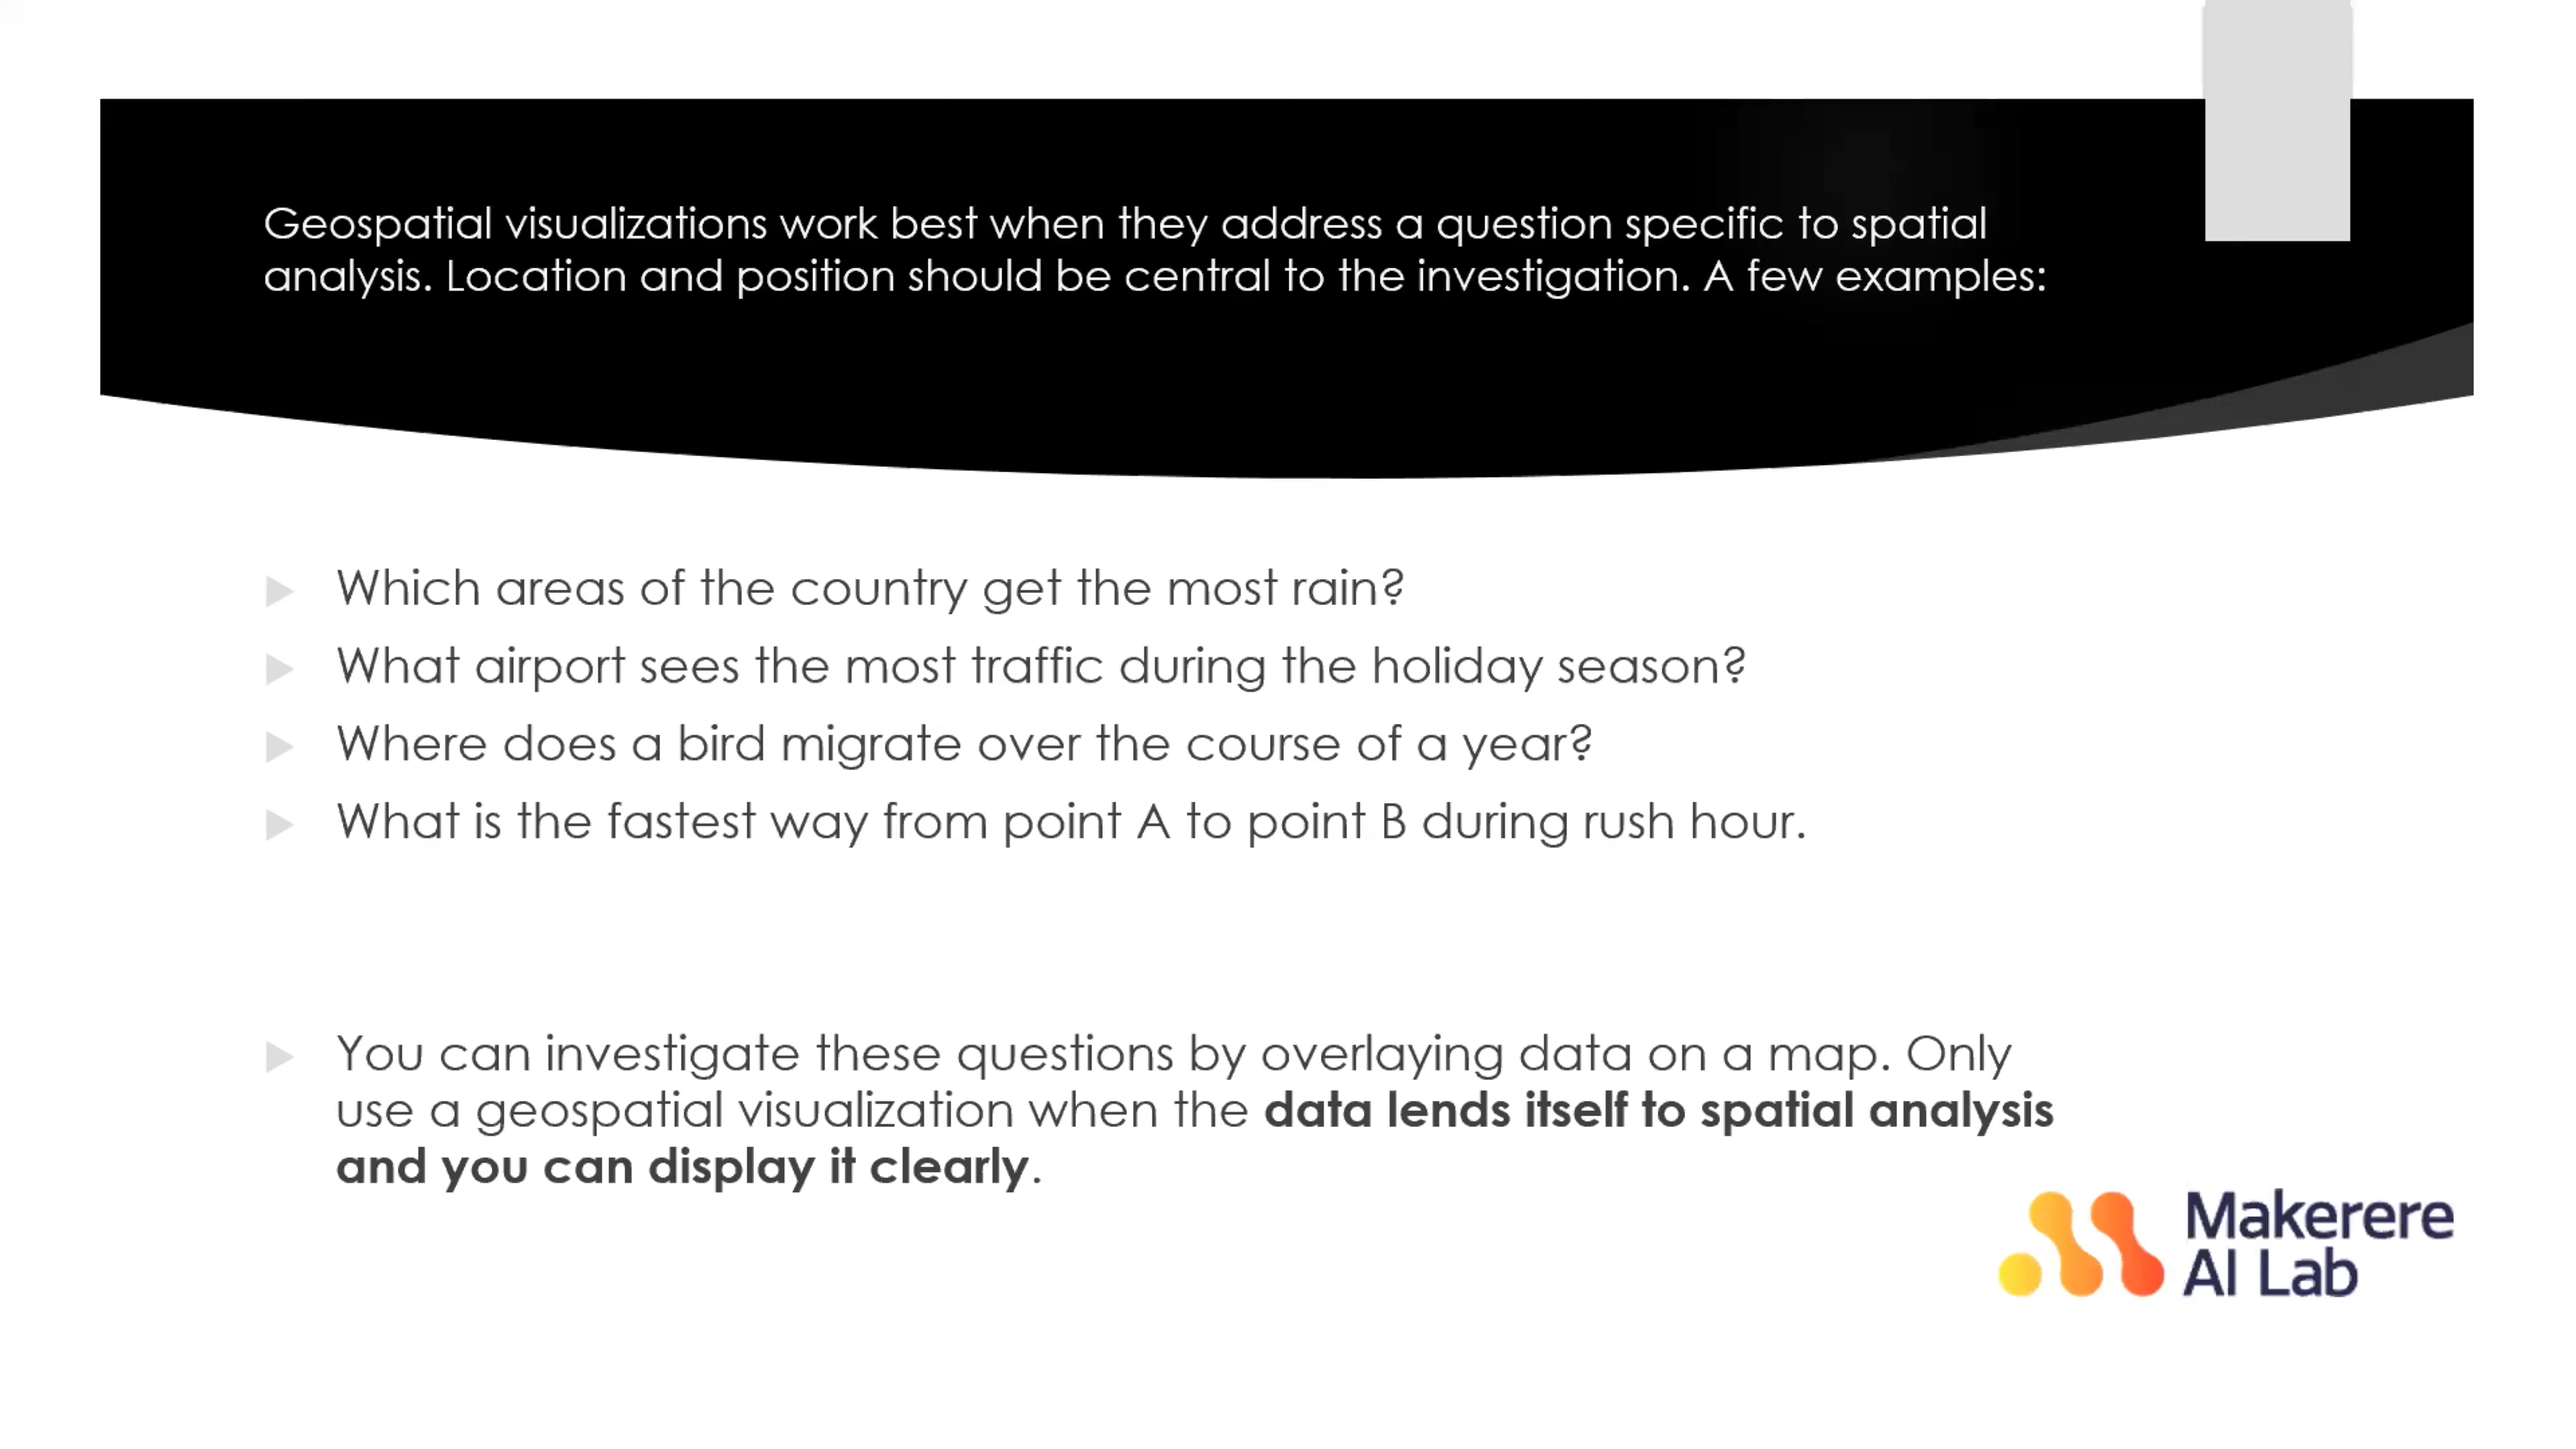 Geospatial visualizations work best when they address a question specific to spatial
analysis. Location and position should be central to the investigation. A few examples:
Which areas of the country get the most rain?
What airport sees the most traffic during the holiday season?
Where does a bird migrate over the course of a year?
What is the fastest way from point A to point B during rush hour.
You can investigate these questions by overlaying data on a map. Only
use a geospatial visualization when the data lends itself to spatial analysis
and you can display it clearly.
Makerere
AI Lab